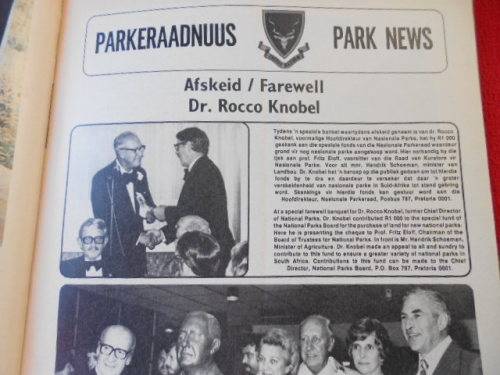 PARKERAADNUUS
PARK NEWS
Afskeid / Farewell
Dr. Rocco Knobel
Tydens 'n spesiale banket waartydens afskeid geneem is van dr. Rocco
Knobel, voormalige Hoofdirekteur van Nasionale Parke, het hy R1 000
geskenk aan die spesiale fonds van die Nasionale Parkeraad waardeur
grond vir nog nasionale parke aangekoop word. Hier oorhandig hy die
tjek aan prof. Fritz Eloff, voorsitter van die Raad van Kuratore vir
Nasionale Parke. Voor sit mnr. Hendrik Schoeman, minister van
Landbou. Dr. Knobel het 'n beroep op die publiek gedoen om tot hierdie
fonds by te dra en daardeur te verseker dat daar 'n groter
verskeidenheid van nasionale parke in Suid-Afrika tot stand gebring
word. Skenkings vir hierdie fonds kan gestuur word aan die
Hoofdirekteur, Nasionale Parkeraad, Posbus 787, Pretoria 0001.
At a special farewell banquet for Dr. Rocco Knobel, former Chief Director
of National Parks, Dr. Knobel contributed R1 000 to the special fund of
the National Parks Board for the purchase of land for new national parks.
Here he is presenting the cheque to Prof. Fritz Eloff, Chairman of the
Board of Trustees for National Parks. In front is Mr. Hendrik Schoeman,
Minister of Agriculture. Dr. Knobel made an appeal to all and sundry to
contribute to this fund to ensure a greater variety of national parks in
South Africa. Contributions to this fund can be made to the Chief
Director, National Parks Board, P.O. Box 787, Pretoria 0001.